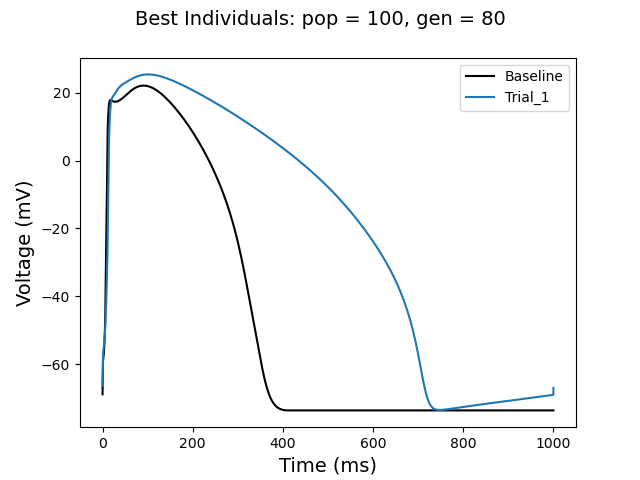 Best Individuals: pop = 100, gen = 80
Baseline
Trial_1
Voltage (mV)
20
0
−20
−40
−60
0
200
400
600
800
1000
Time (ms)